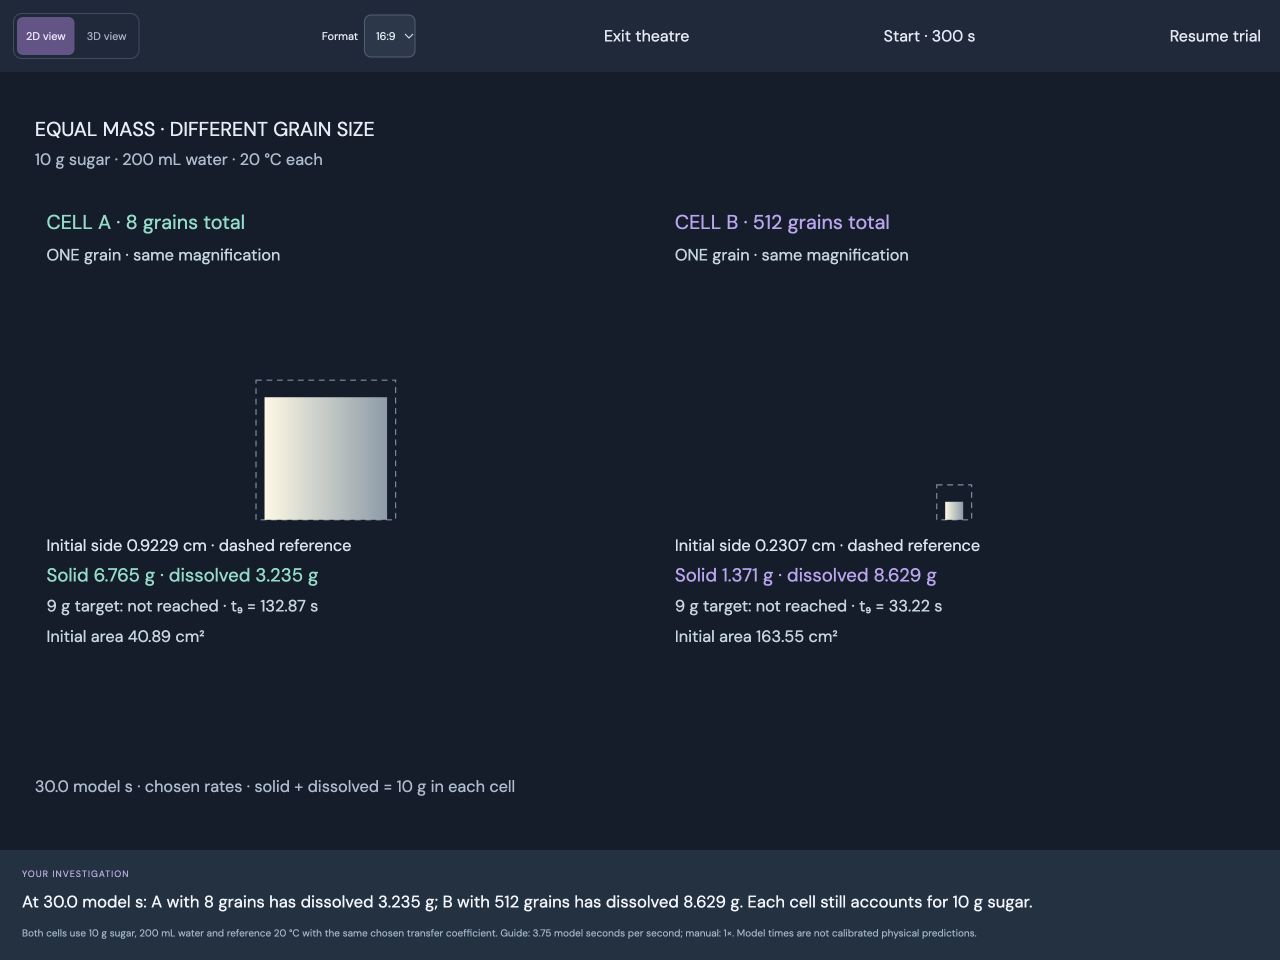 2D view 3D view Format 16:9 Exit theatre Start · 300 s Resume trial
EQUAL MASS · DIFFERENT GRAIN SIZE
10 g sugar · 200 mL water · 20 °C each
CELL A · 8 grains total
ONE grain · same magnification
Initial side 0.9229 cm · dashed reference
Solid 6.765 g · dissolved 3.235 g
9 g target: not reached · t₉ = 132.87 s
Initial area 40.89 cm²
CELL B · 512 grains total
ONE grain · same magnification
Initial side 0.2307 cm · dashed reference
Solid 1.371 g · dissolved 8.629 g
9 g target: not reached · t₉ = 33.22 s
Initial area 163.55 cm²
30.0 model s · chosen rates · solid + dissolved = 10 g in each cell
YOUR INVESTIGATION
At 30.0 model s: A with 8 grains has dissolved 3.235 g; B with 512 grains has dissolved 8.629 g. Each cell still accounts for 10 g sugar.
Both cells use 10 g sugar, 200 mL water and reference 20 °C with the same chosen transfer coefficient. Guide: 3.75 model seconds per second; manual: 1×. Model times are not calibrated physical predictions.